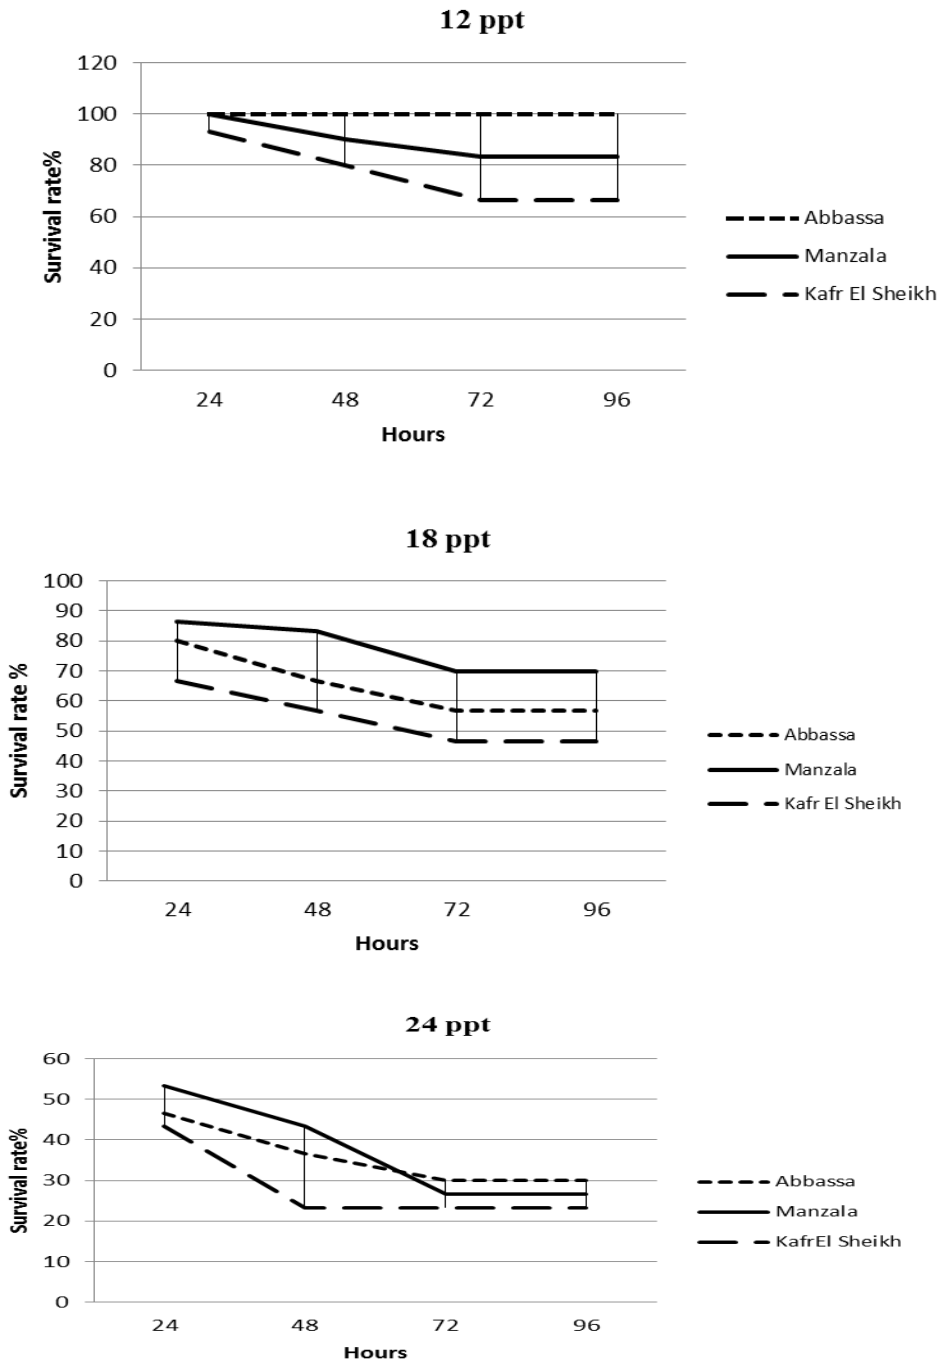 12 ppt
120
100
80
60
40
20
0
Survival rate%
24 48 72 96
Hours
Abbassa
Manzala
Kafr El Sheikh
18 ppt
100
90
80
70
60
50
40
30
20
10
0
Survival rate %
24 48 72 96
Hours
Abbassa
Manzala
Kafr El Sheikh
24 ppt
60
50
40
30
20
10
0
Survival rate%
24 48 72 96
Hours
Abbassa
Manzala
KafrEl Sheikh